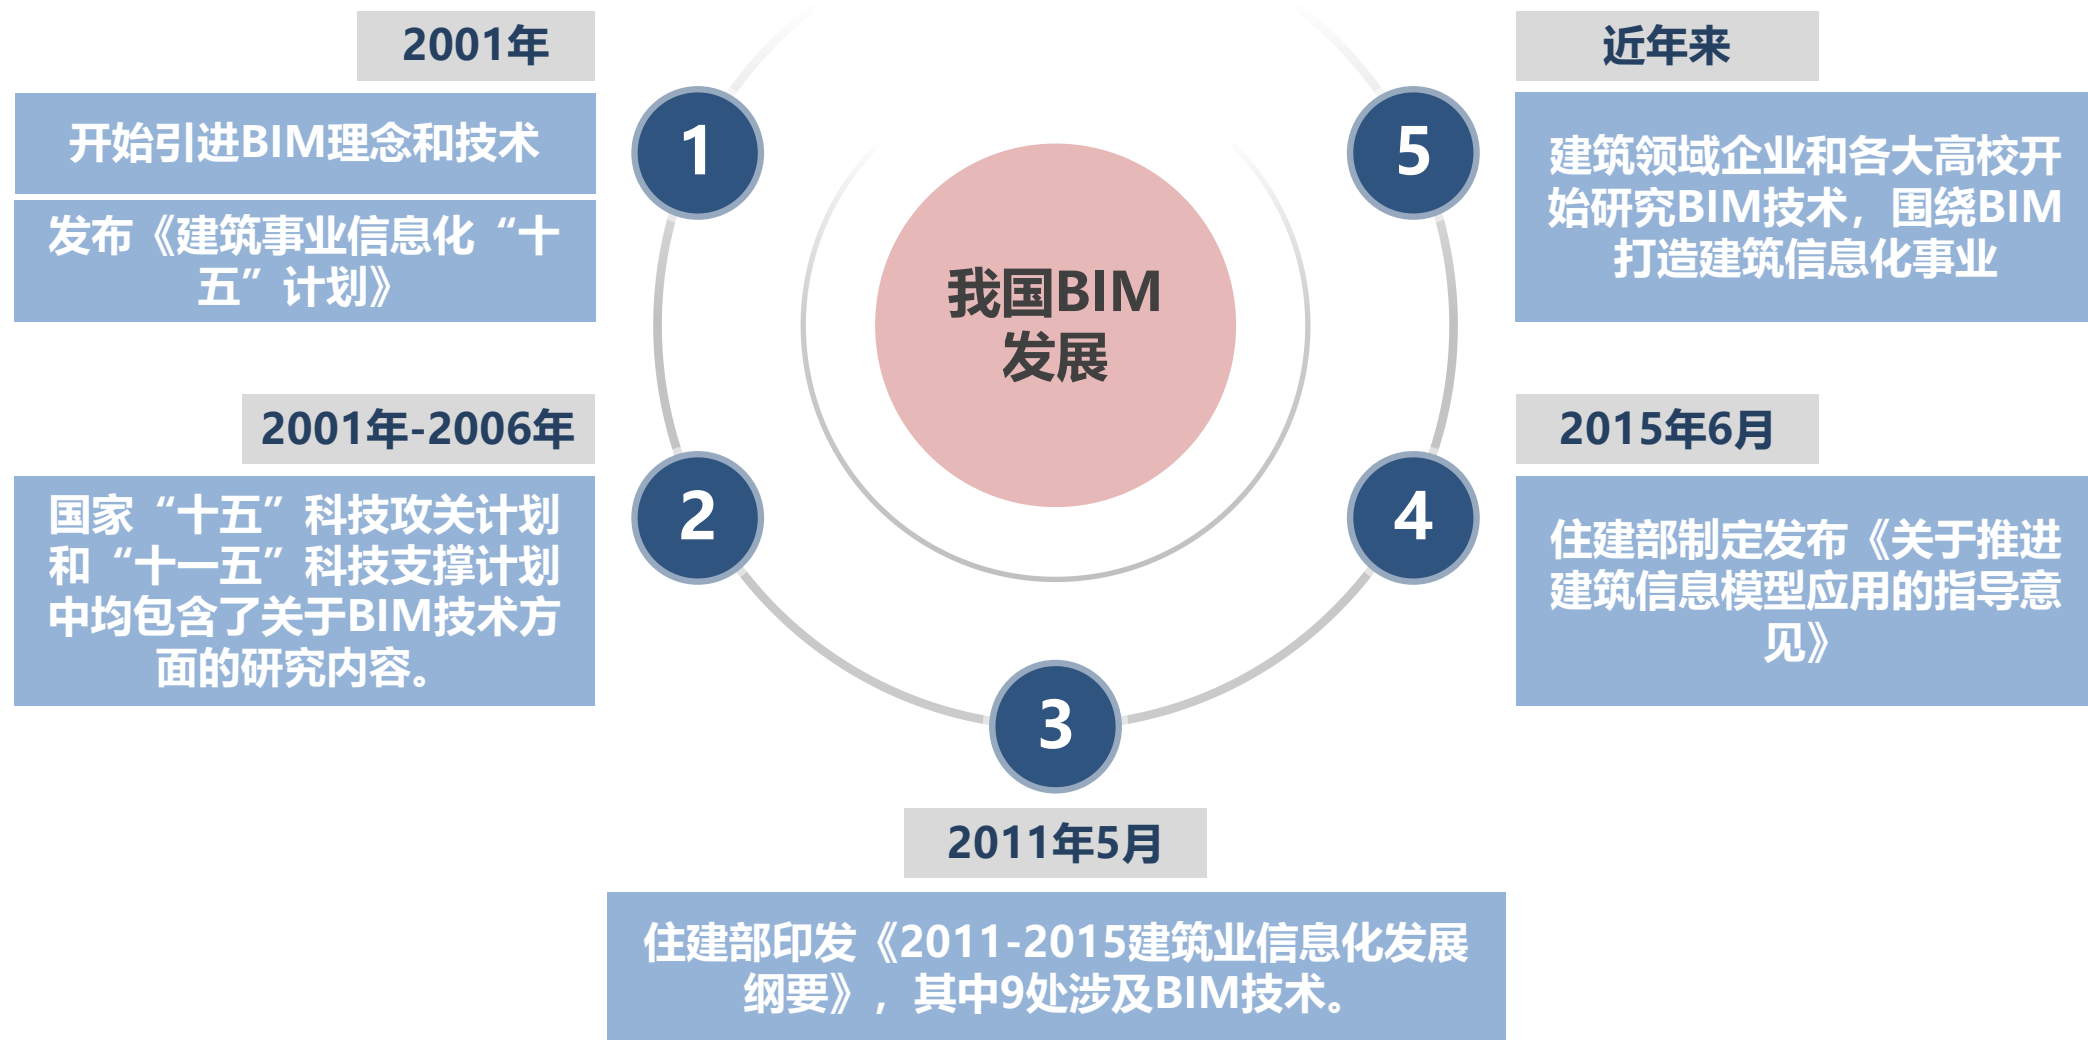 我国BIM
发展
1
2001年
开始引进BIM理念和技术
发布《建筑事业信息化“十
五”计划》
2
2001年-2006年
国家“十五”科技攻关计划
和“十一五”科技支撑计划
中均包含了关于BIM技术方
面的研究内容。
3
2011年5月
住建部印发《2011-2015建筑业信息化发展
纲要》，其中9处涉及BIM技术。
4
2015年6月
住建部制定发布《关于推进
建筑信息模型应用的指导意
见》
5
近年来
建筑领域企业和各大高校开
始研究BIM技术，围绕BIM
打造建筑信息化事业